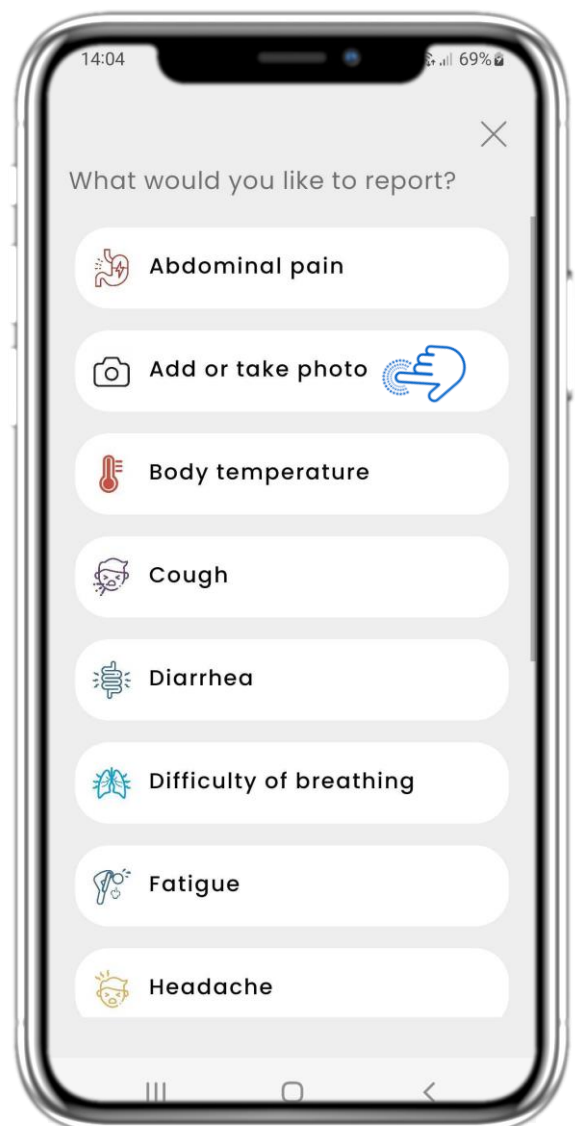 14:04
69%
What would you like to report?
Abdominal pain
Add or take photo
Body temperature
Cough
Diarrhea
Difficulty of breathing
Fatigue
Headache